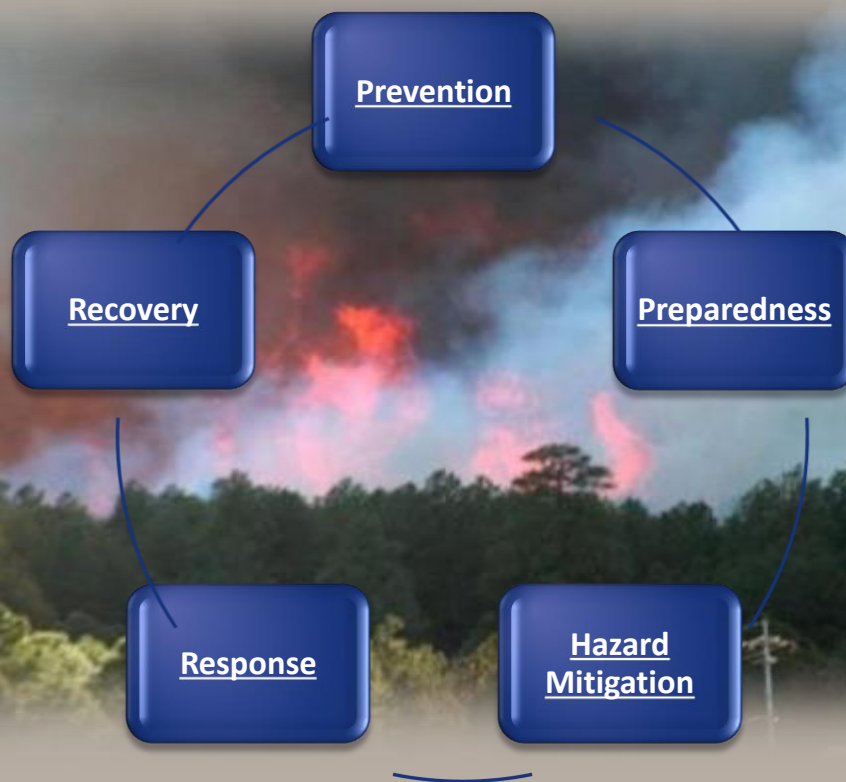 Prevention
Recovery
Preparedness
Response
Hazard
Mitigation